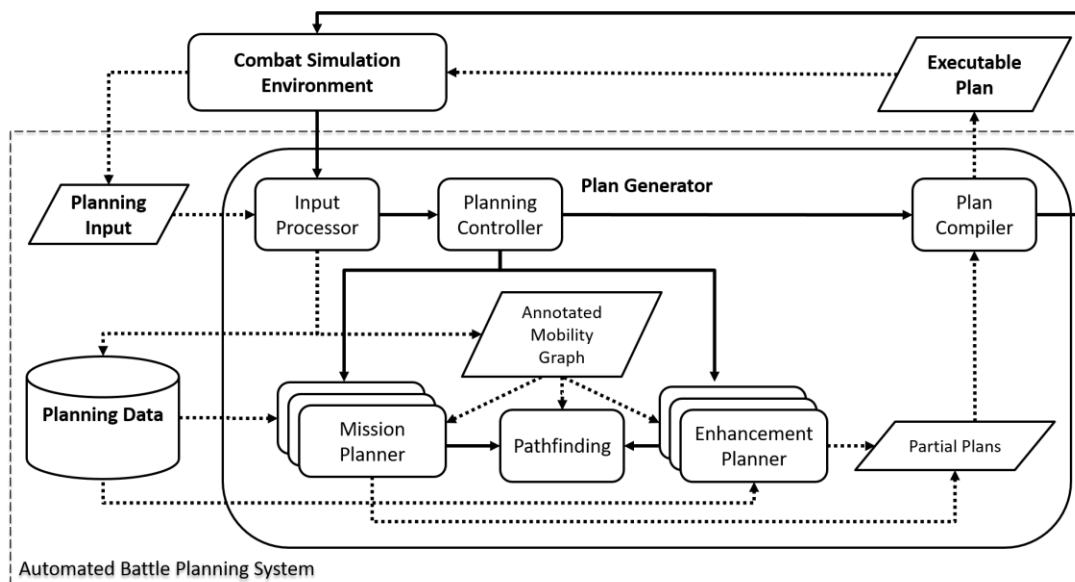 Combat Simulation
Environment
Executable
Plan
Planning
Input
Input
Processor
Planning
Controller
Plan Generator
Plan
Compiler
Annotated
Mobility
Graph
Planning Data
Mission
Planner
Pathfinding
Enhancement
Planner
Partial Plans
Automated Battle Planning System